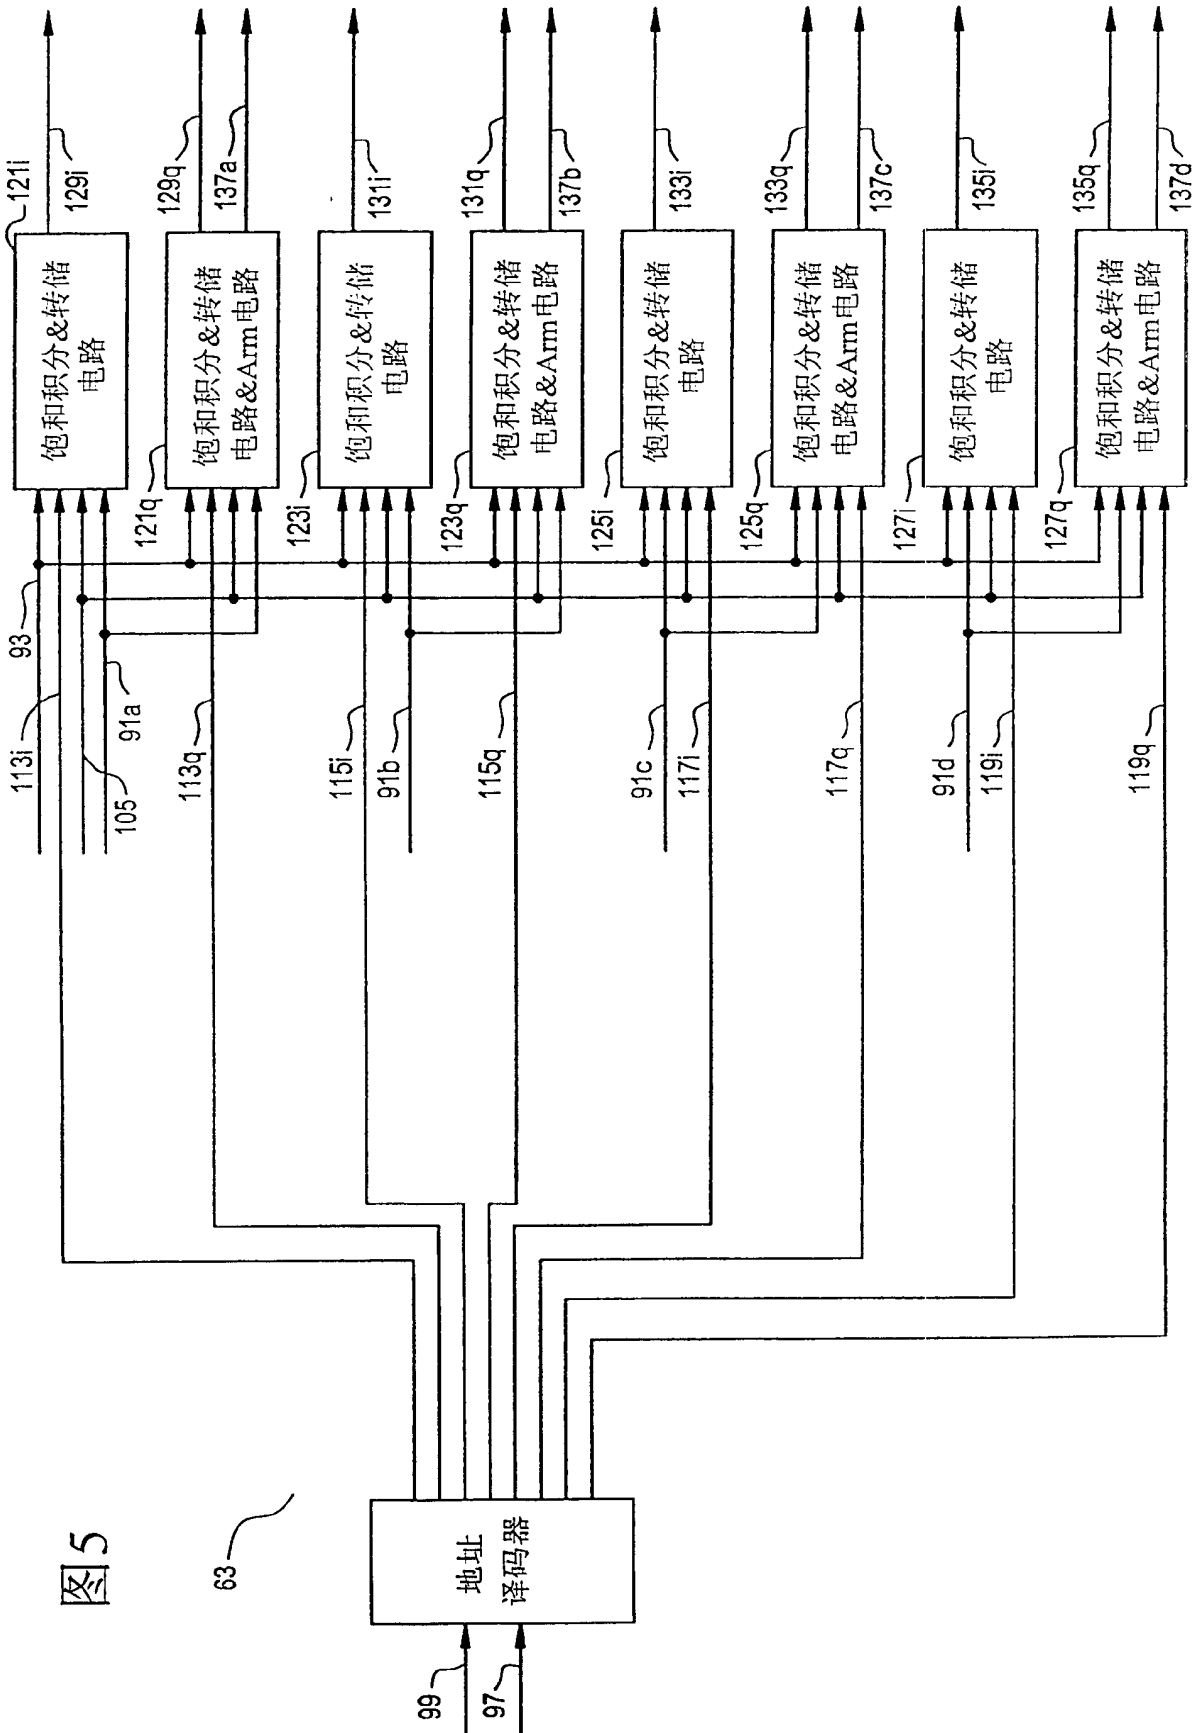 图5
63
99
97
地址
译码器
113i
93
105
91a
113q
115i
91b
115q
91c
117i
117q
91d
119i
119q
121i
饱和积分&转储
电路
129i
121q
饱和积分&转储
电路&Arm电路
129q
137a
123i
饱和积分&转储
电路
131i
123q
饱和积分&转储
电路&Arm电路
131q
137b
125i
饱和积分&转储
电路
133i
125q
饱和积分&转储
电路&Arm电路
133q
137c
127i
饱和积分&转储
电路
135i
127q
饱和积分&转储
电路&Arm电路
135q
137d